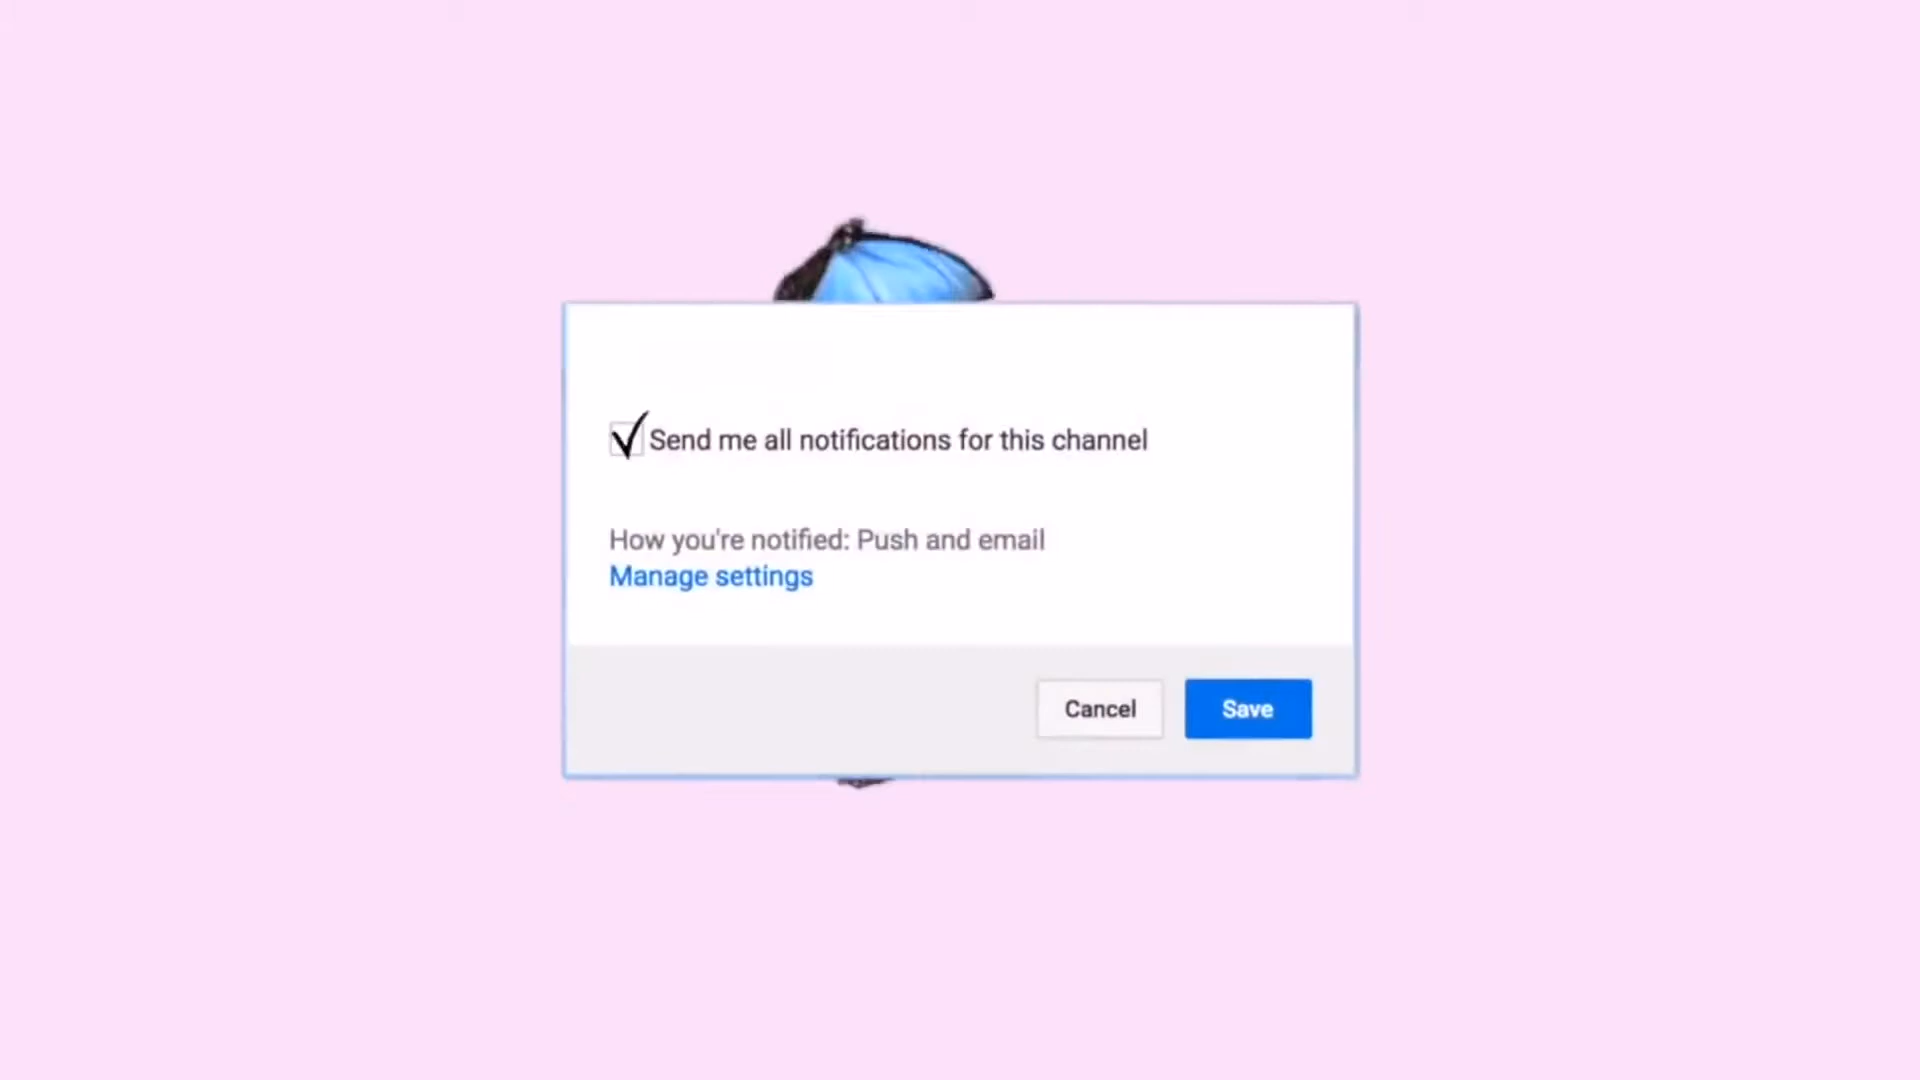 Send me all notifications for this channel
How you're notified: Push and email
Manage settings
Cancel
Save